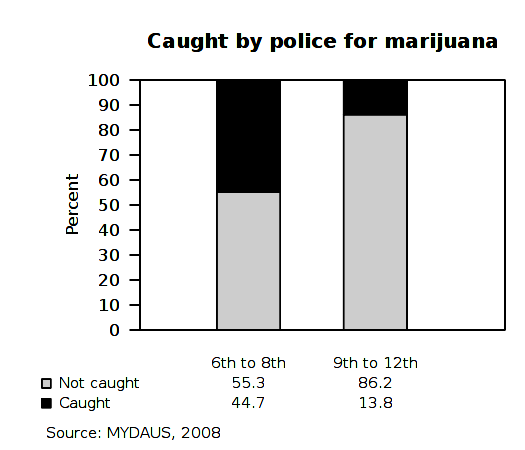 Caught by police for marijuana
100
90
80
70
60
50
40
30
20
10
0
Percent
6th to 8th 9th to 12th
Not caught 55.3 86.2
Caught 44.7 13.8
Source: MYDAUS, 2008